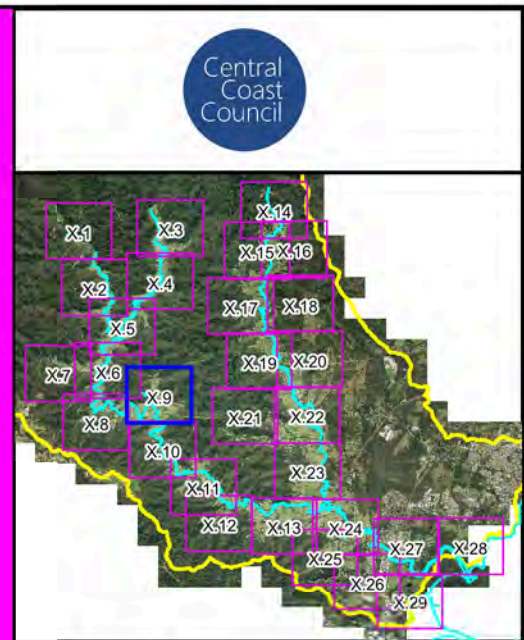 Central
Coast
Council
X.14
X.1
X.3
X.15
X.16
X.4
X.2
X.17
X.18
X.5
X.19
X.20
X.7
X.6
X.9
X.21
X.22
X.8
X.10
X.23
X.11
X.12
X.13
X.24
X.25
X.27
X.28
X.26
X.29